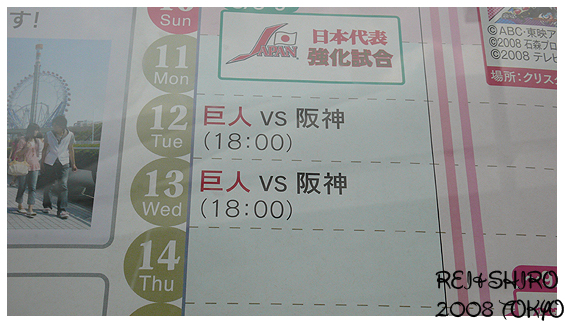 す!
Sun
11
Mon
JAPAN
日本代表
強化試合
12
Tue
巨人 VS 阪神
(18:00)
13
Wed
巨人 VS 阪神
(18:00)
14
Thu
©ABC・東映ア
©2008 石森プロ
©2008 テレビ
場所:クリス
REI&SHIRO
2008 TOKYO